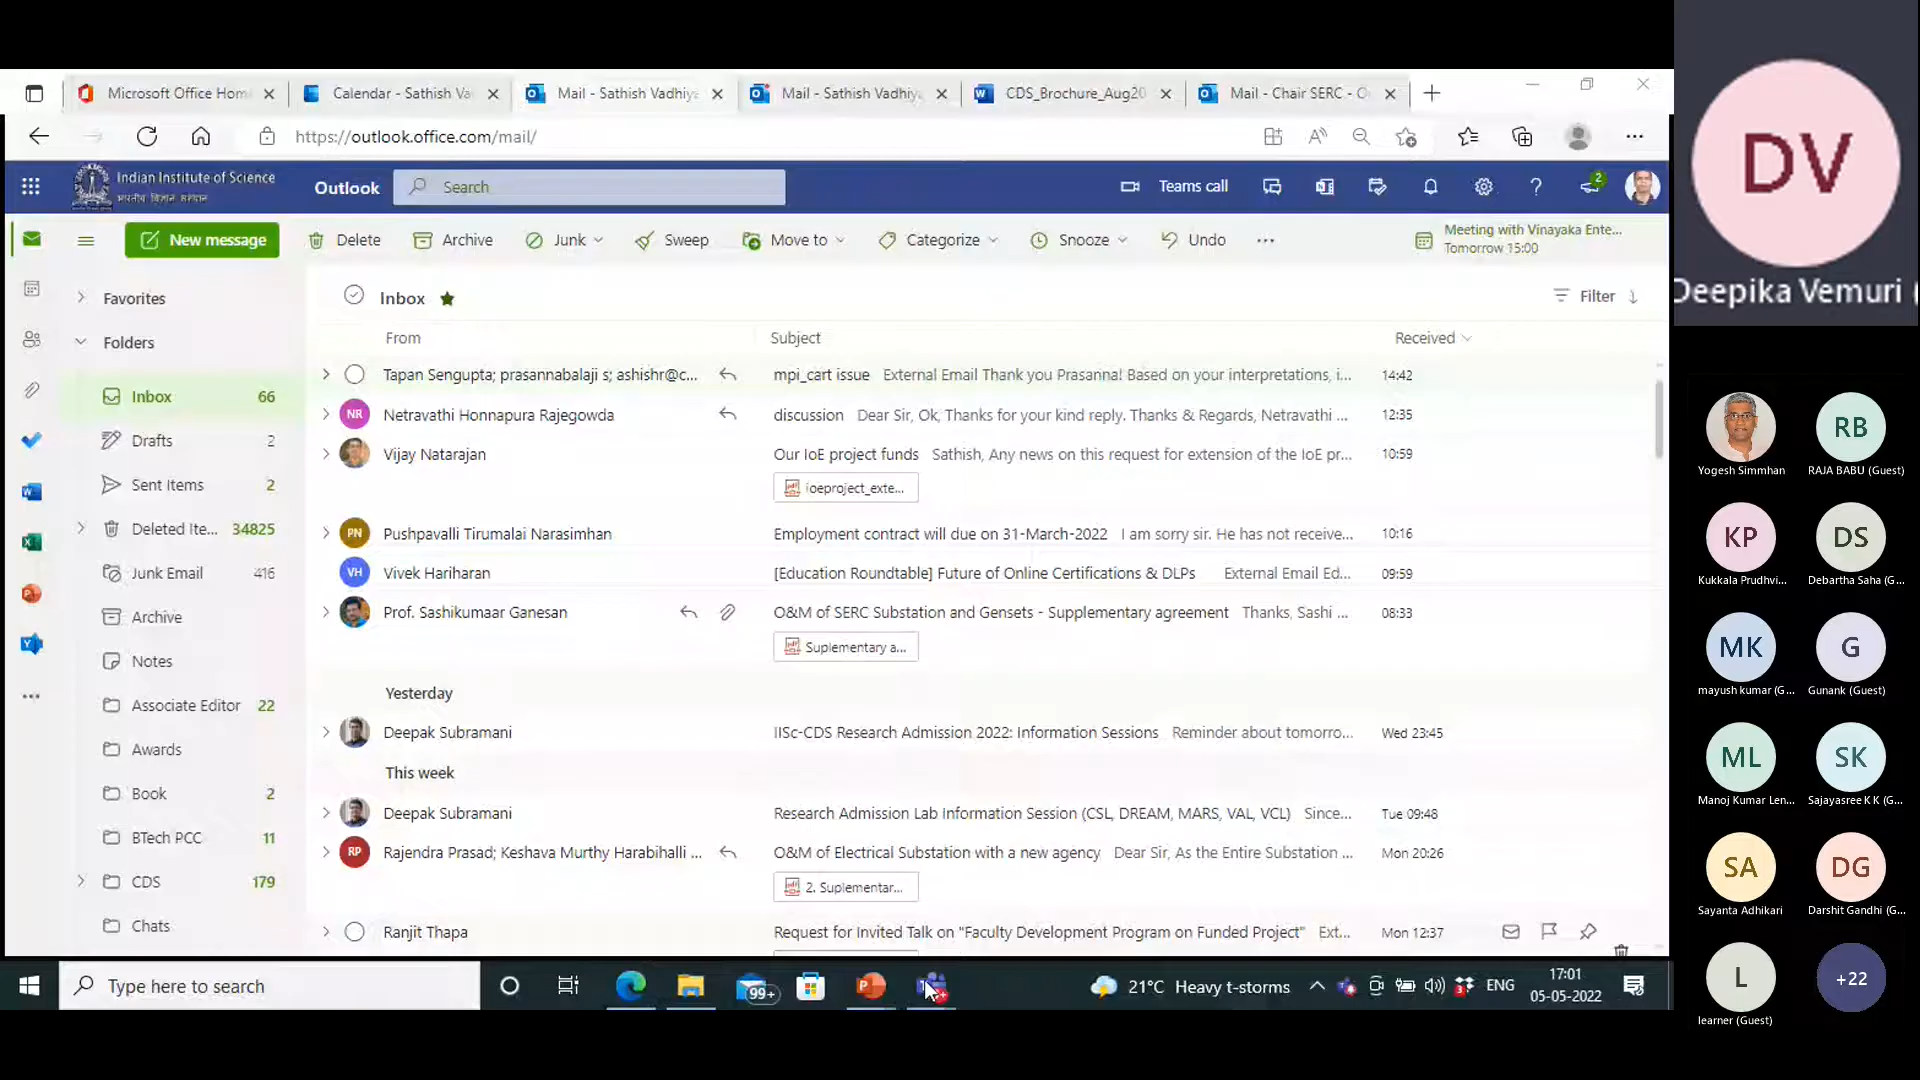 Microsoft Office Hom
Calendar - Sathish Va
Mail - Sathish Vadhiya
Mail - Sathish Vadhiya
CDS_Brochure_Aug20
Mail - Chair SERC - O
https://outlook.office.com/mail/
Indian Institute of Science
भारतीय विज्ञान संस्थान
Outlook
Search
Teams call
2
New message
Delete
Archive
Junk
Sweep
Move to
Categorize
Snooze
Undo
Meeting with Vinayaka Ente...
Tomorrow 15:00
Favorites
Folders
Inbox 66
Drafts 2
Sent Items 2
Deleted Ite... 34825
Junk Email 416
Archive
Notes
Associate Editor 22
Awards
Book 2
BTech PCC 11
CDS 179
Chats
Inbox
Filter
From Subject Received
Tapan Sengupta; prasannabalaji s; ashishr@c... mpi_cart issue External Email Thank you Prasanna! Based on your interpretations, i... 14:42
NR Netravathi Honnapura Rajegowda discussion Dear Sir, Ok, Thanks for your kind reply. Thanks & Regards, Netravathi ... 12:35
Vijay Natarajan Our IoE project funds Sathish, Any news on this request for extension of the IoE pr... 10:59
ioeproject_exte...
PN Pushpavalli Tirumalai Narasimhan Employment contract will due on 31-March-2022 I am sorry sir. He has not receive... 10:16
VH Vivek Hariharan [Education Roundtable] Future of Online Certifications & DLPs External Email Ed... 09:59
Prof. Sashikumaar Ganesan O&M of SERC Substation and Gensets - Supplementary agreement Thanks, Sashi ... 08:33
Suplementary a...
Yesterday
Deepak Subramani IISc-CDS Research Admission 2022: Information Sessions Reminder about tomorro... Wed 23:45
This week
Deepak Subramani Research Admission Lab Information Session (CSL, DREAM, MARS, VAL, VCL) Since... Tue 09:48
RP Rajendra Prasad; Keshava Murthy Harabihalli ... O&M of Electrical Substation with a new agency Dear Sir, As the Entire Substation ... Mon 20:26
2. Suplementar...
Ranjit Thapa Request for Invited Talk on "Faculty Development Program on Funded Project" Ext... Mon 12:37
Type here to search
99+
21°C Heavy t-storms
3
ENG
17:01
05-05-2022
DV
Deepika Vemuri (
Yogesh Simmhan
RB
RAJA BABU (Guest)
KP
Kukkala Prudhvi...
DS
Debartha Saha (G...
MK
mayush kumar (G...
G
Gunank (Guest)
ML
Manoj Kumar Len...
SK
Sajayasree K K (G...
SA
Sayanta Adhikari
DG
Darshit Gandhi (G...
L
learner (Guest)
+22